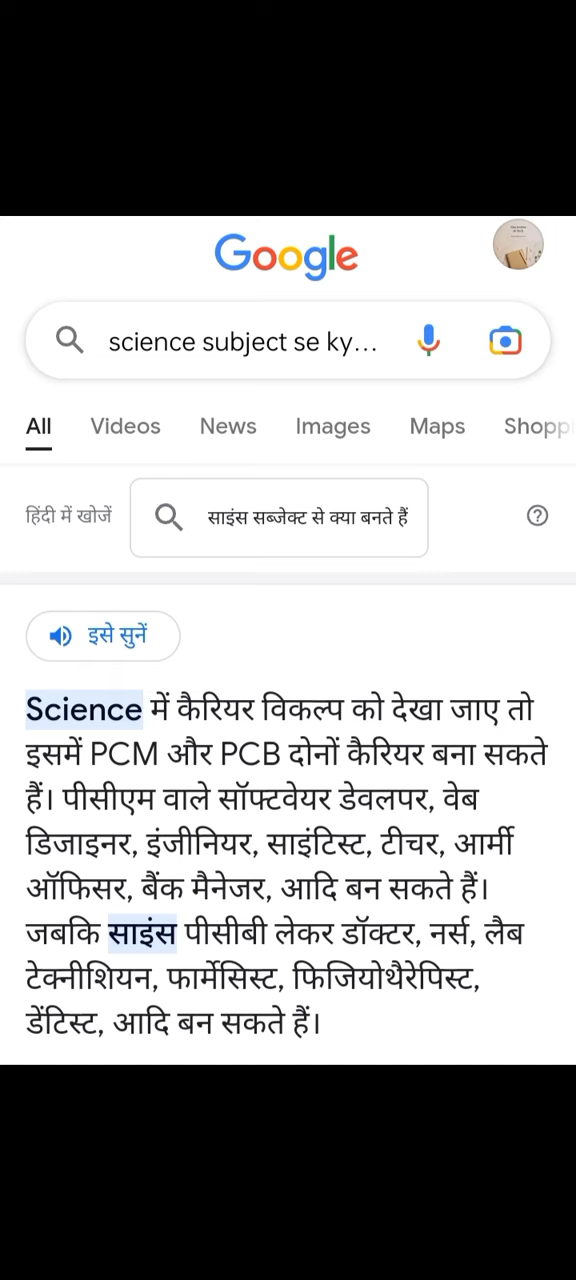 Google
science subject se ky...
All Videos News Images Maps Shopp
हिंदी में खोजें साइंस सब्जेक्ट से क्या बनते हैं
इसे सुनें
Science में कैरियर विकल्प को देखा जाए तो
इसमें PCM और PCB दोनों कैरियर बना सकते
हैं। पीसीएम वाले सॉफ्टवेयर डेवलपर, वेब
डिजाइनर, इंजीनियर, साइंटिस्ट, टीचर, आर्मी
ऑफिसर, बैंक मैनेजर, आदि बन सकते हैं।
जबकि साइंस पीसीबी लेकर डॉक्टर, नर्स, लैब
टेक्नीशियन, फार्मेसिस्ट, फिजियोथैरेपिस्ट,
डेंटिस्ट, आदि बन सकते हैं।